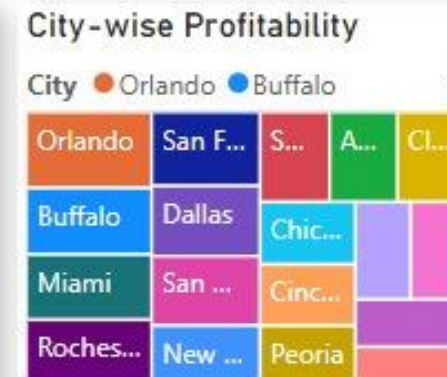 City-wise Profitability
City Orlando Buffalo
Orlando San F... S... A... Cl...
Buffalo Dallas Chic...
Miami San ... Cinc...
Roches... New ... Peoria